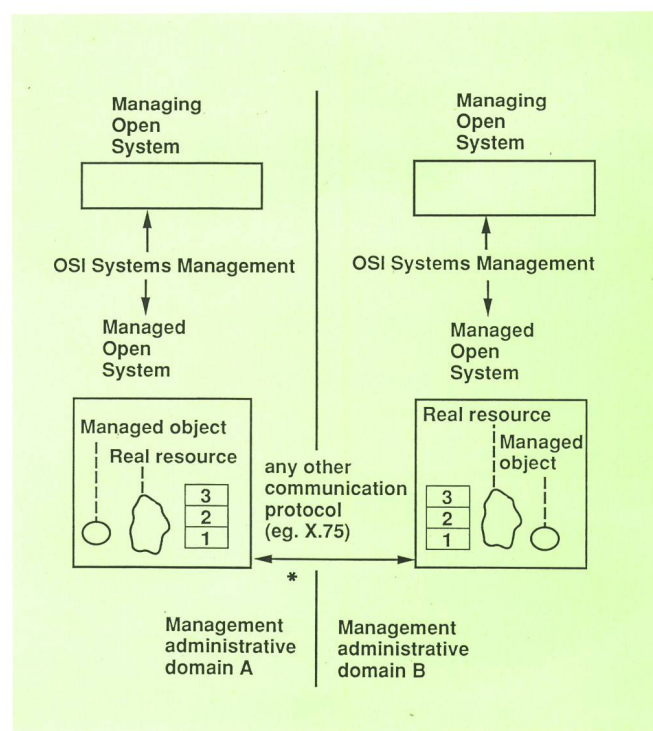 Managing
Open
System
OSI Systems Management
Managed
Open
System
Managed object
Real resource
3
2
1
Managing
Open
System
OSI Systems Management
Managed
Open
System
Real resource
Managed
object
3
2
1
any other
communication
protocol
(eg. X.75)
*
Management
administrative
domain A
Management
administrative
domain B